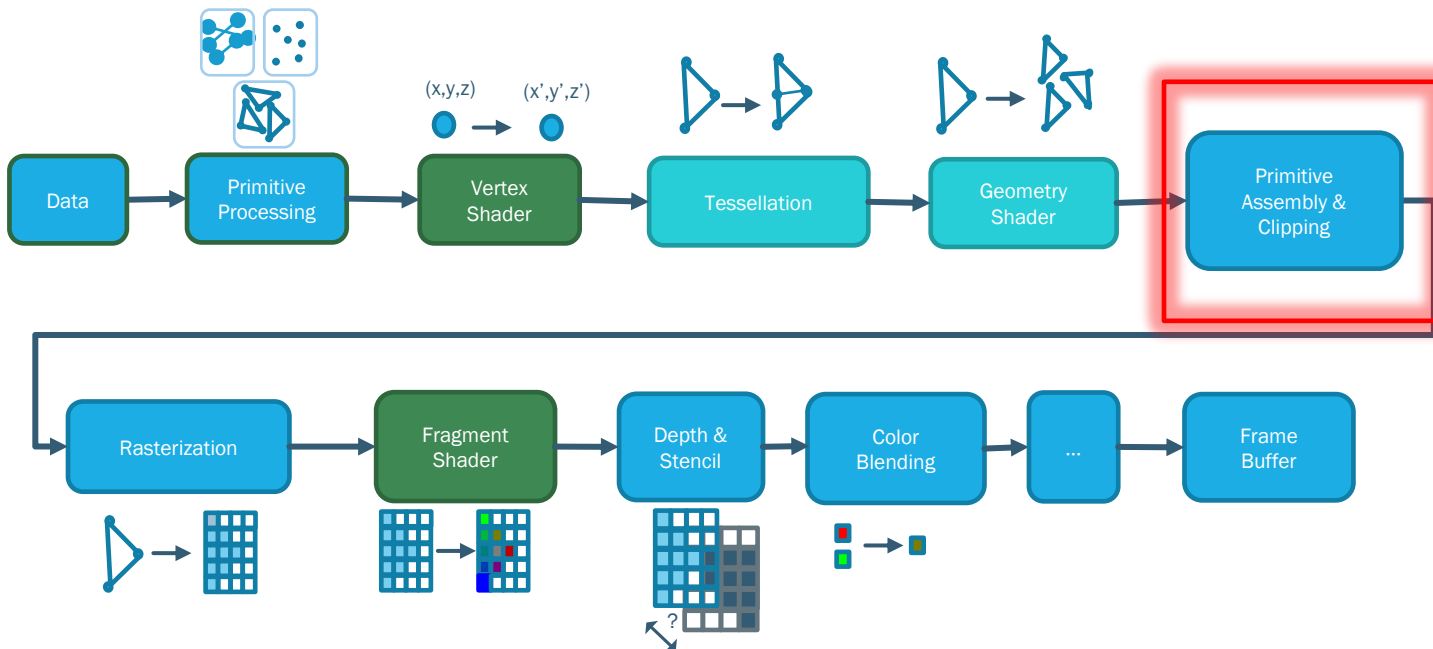 (x,y,z)
(x’,y’,z’)
Data
Primitive
Processing
Vertex
Shader
Tessellation
Geometry
Shader
Primitive
Assembly &
Clipping
Rasterization
Fragment
Shader
Depth &
Stencil
Color
Blending
...
Frame
Buffer
?